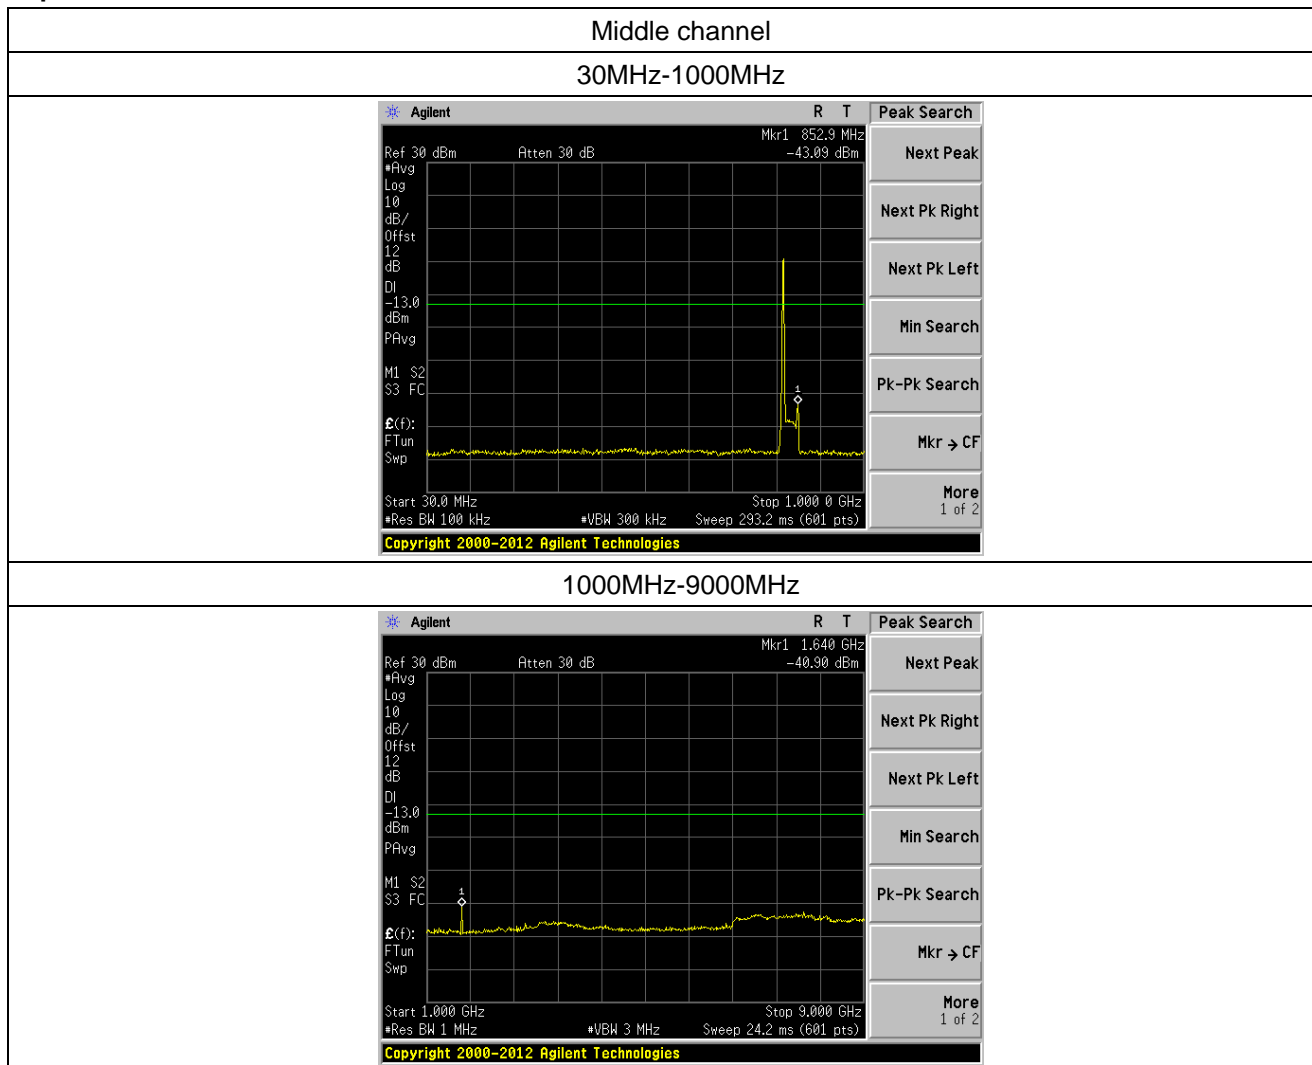 Middle channel
30MHz-1000MHz
Agilent R T Peak Search
Mkr1 852.9 MHz
Ref 30 dBm Atten 30 dB -43.09 dBm
#Avg
Log
10
dB/
Offst
12
dB
DI
-13.0
dBm
PAvg
M1 S2
S3 FC
£(f):
FTun
Swp
1
Start 30.0 MHz Stop 1.000 0 GHz
#Res BW 100 kHz #VBW 300 kHz Sweep 293.2 ms (601 pts)
Copyright 2000-2012 Agilent Technologies
Next Peak
Next Pk Right
Next Pk Left
Min Search
Pk-Pk Search
Mkr → CF
More
1 of 2
1000MHz-9000MHz
Agilent R T Peak Search
Mkr1 1.640 GHz
Ref 30 dBm Atten 30 dB -40.90 dBm
#Avg
Log
10
dB/
Offst
12
dB
DI
-13.0
dBm
PAvg
M1 S2
S3 FC
£(f):
FTun
Swp
1
Start 1.000 GHz Stop 9.000 GHz
#Res BW 1 MHz #VBW 3 MHz Sweep 24.2 ms (601 pts)
Copyright 2000-2012 Agilent Technologies
Next Peak
Next Pk Right
Next Pk Left
Min Search
Pk-Pk Search
Mkr → CF
More
1 of 2